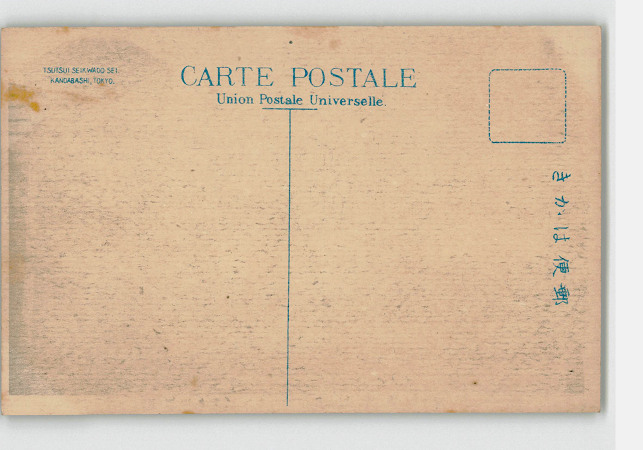 TSUTSUI SEIKWADO SEI.
KANDABASHI, TOKYO.
CARTE POSTALE
Union Postale Universelle.
きかは便郵